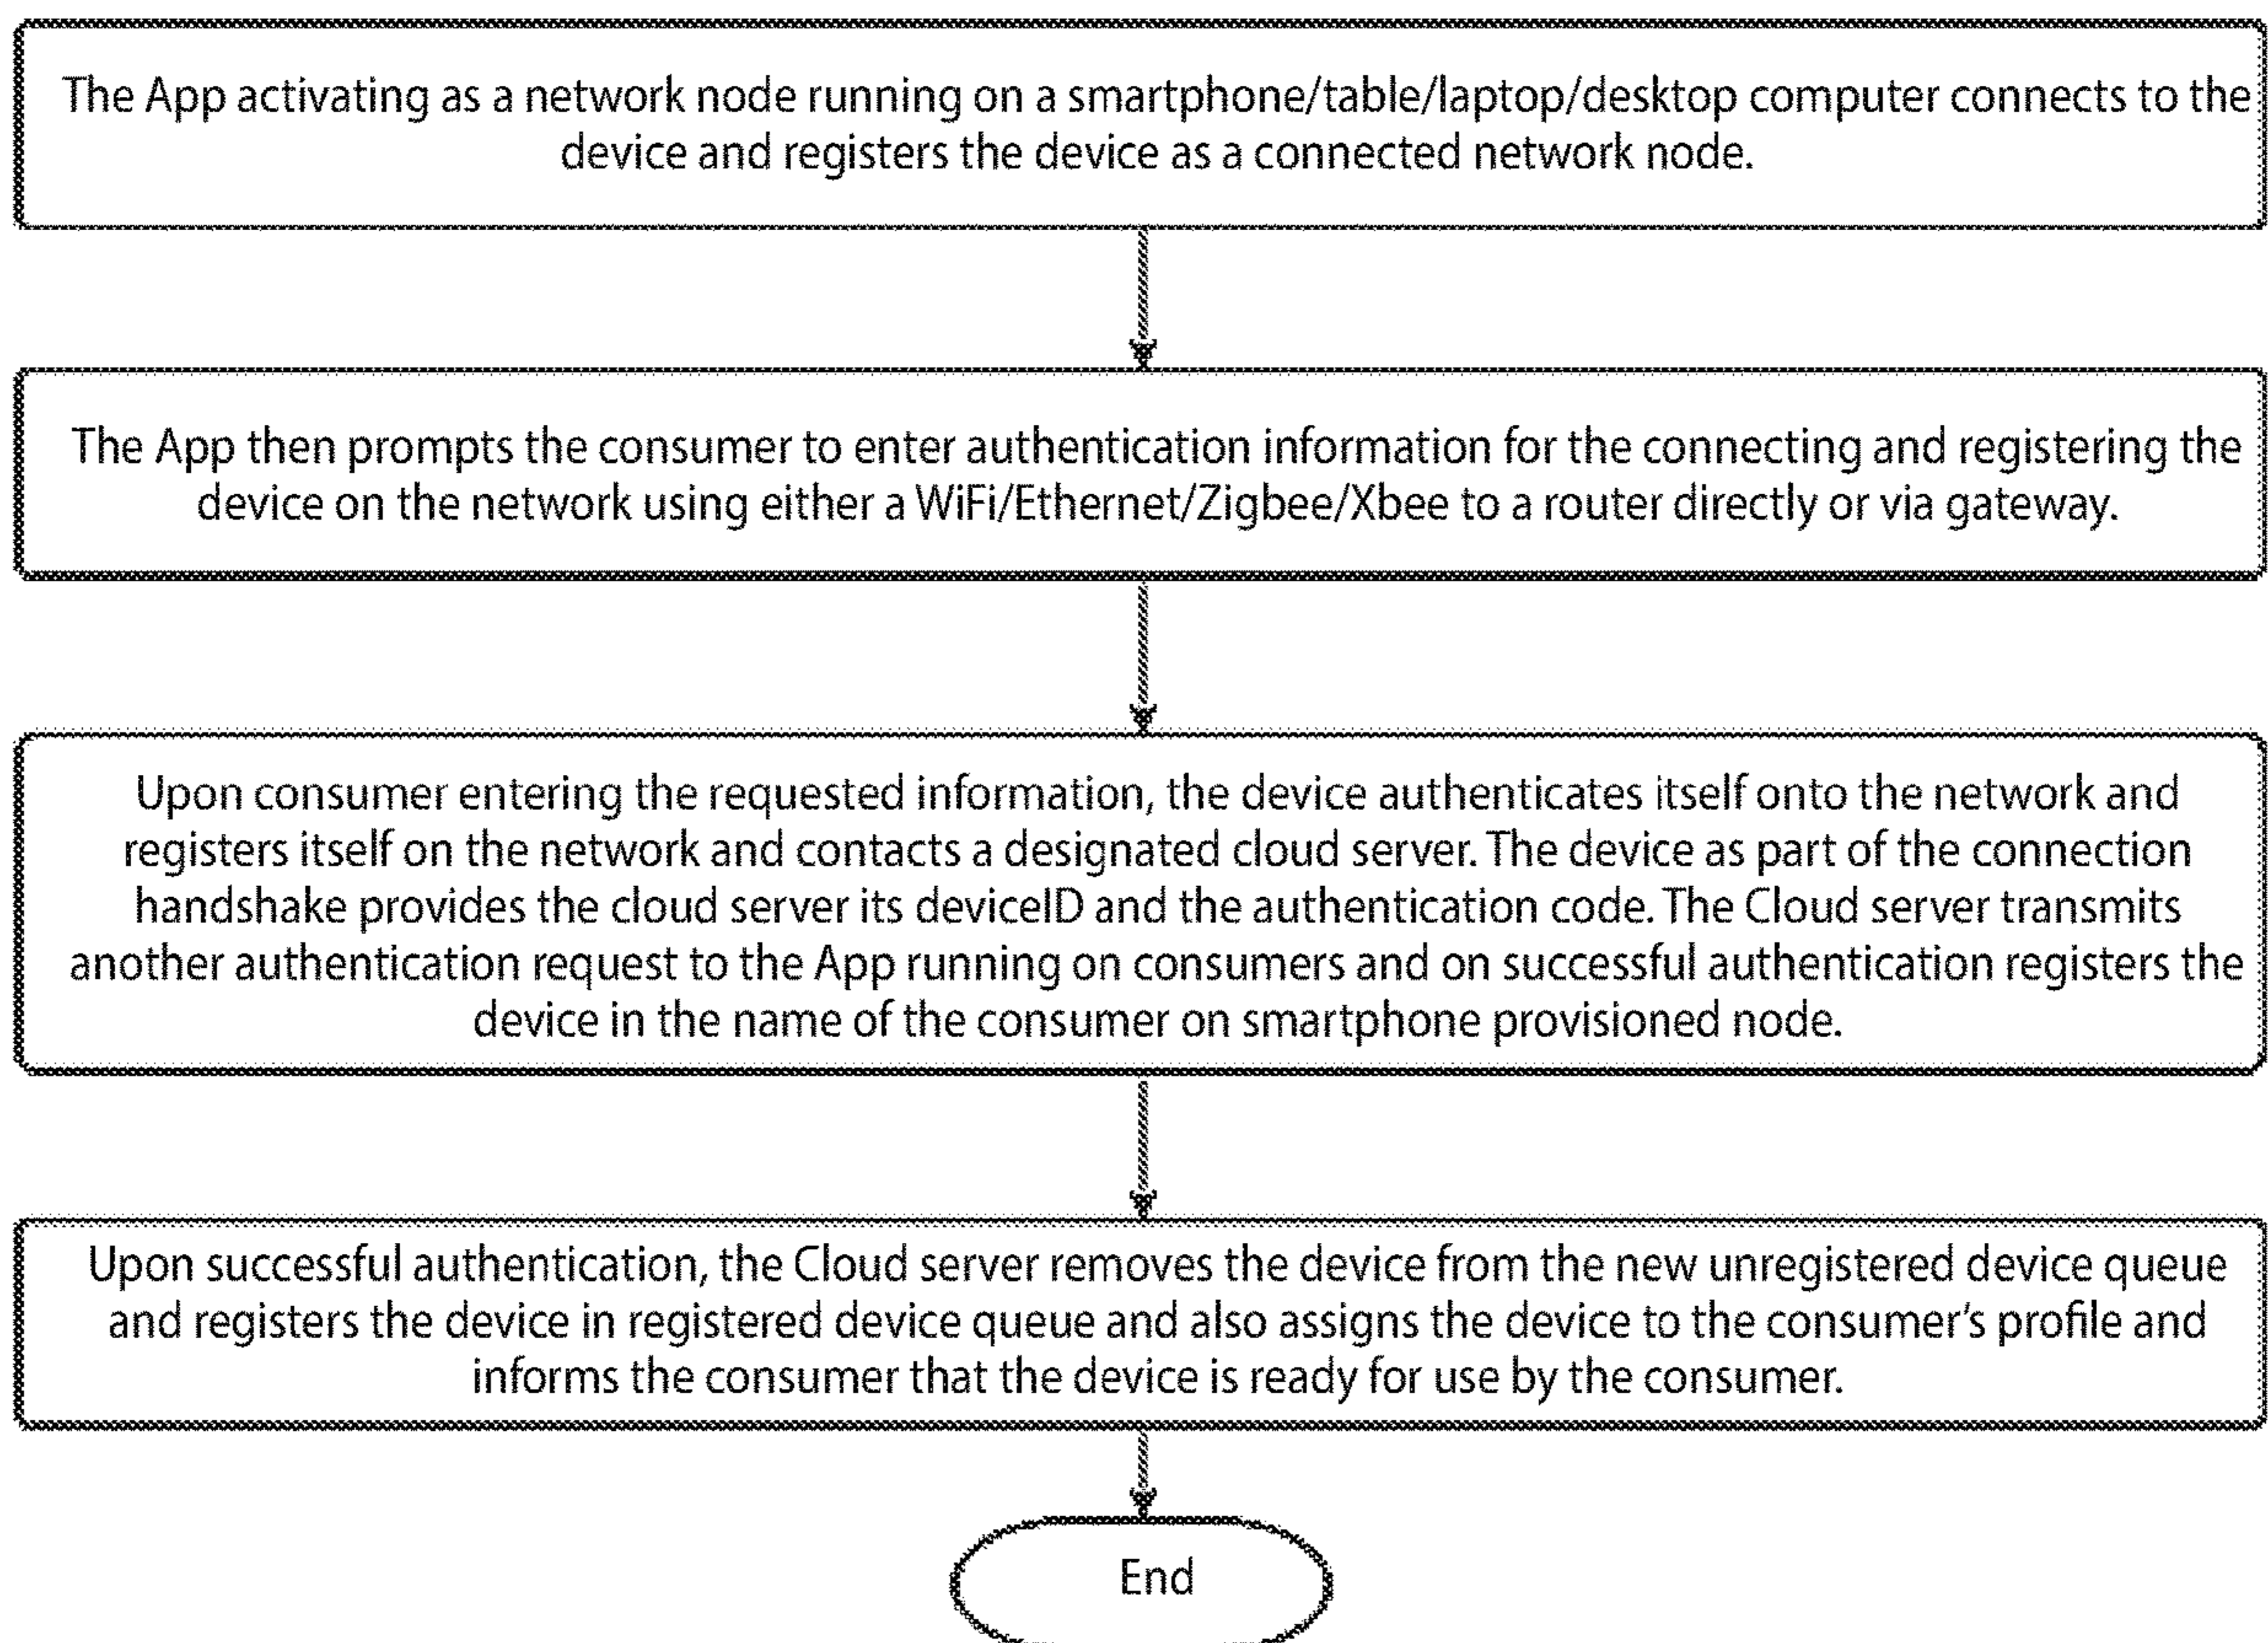 The App activating as a network node running on a smartphone/table/laptop/desktop computer connects to the
device and registers the device as a connected network node.
The App then prompts the consumer to enter authentication information for the connecting and registering the
device on the network using either a WiFi/Ethernet/Zigbee/Xbee to a router directly or via gateway.
Upon consumer entering the requested information, the device authenticates itself onto the network and
registers itself on the network and contacts a designated cloud server. The device as part of the connection
handshake provides the cloud server its deviceID and the authentication code. The Cloud server transmits
another authentication request to the App running on consumers and on successful authentication registers the
device in the name of the consumer on smartphone provisioned node.
Upon successful authentication, the Cloud server removes the device from the new unregistered device queue
and registers the device in registered device queue and also assigns the device to the consumer's profile and
informs the consumer that the device is ready for use by the consumer.
End